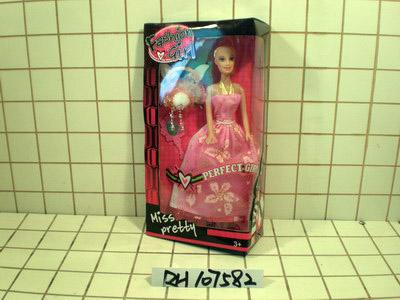 Fashion
Girl
PERFECT GIRL
Miss
pretty
3+
RH107582